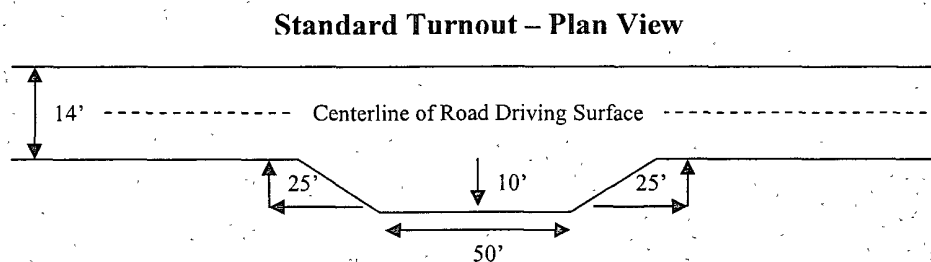 Standard Turnout – Plan View
14'
Centerline of Road Driving Surface
25'
10'
25'
50'